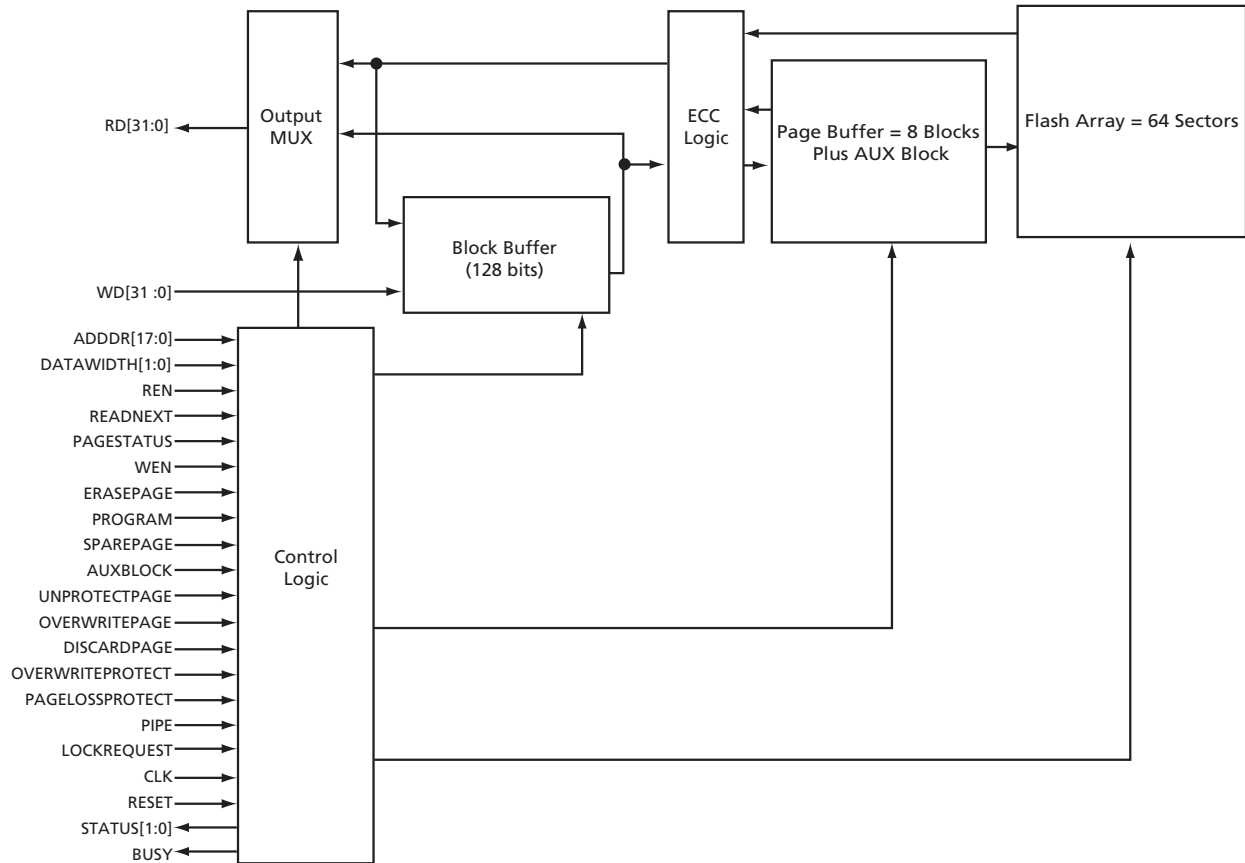 RD[31:0]
Output
MUX
ECC
Logic
Page Buffer = 8 Blocks
Plus AUX Block
Flash Array = 64 Sectors
Block Buffer
(128 bits)
WD[31 :0]
ADDDR[17:0]
DATAWIDTH[1:0]
REN
READNEXT
PAGESTATUS
WEN
ERASEPAGE
PROGRAM
SPAREPAGE
AUXBLOCK
UNPROTECTPAGE
OVERWRITEPAGE
DISCARDPAGE
OVERWRITEPROTECT
PAGELOSSPROTECT
PIPE
LOCKREQUEST
CLK
RESET
STATUS[1:0]
BUSY
Control
Logic